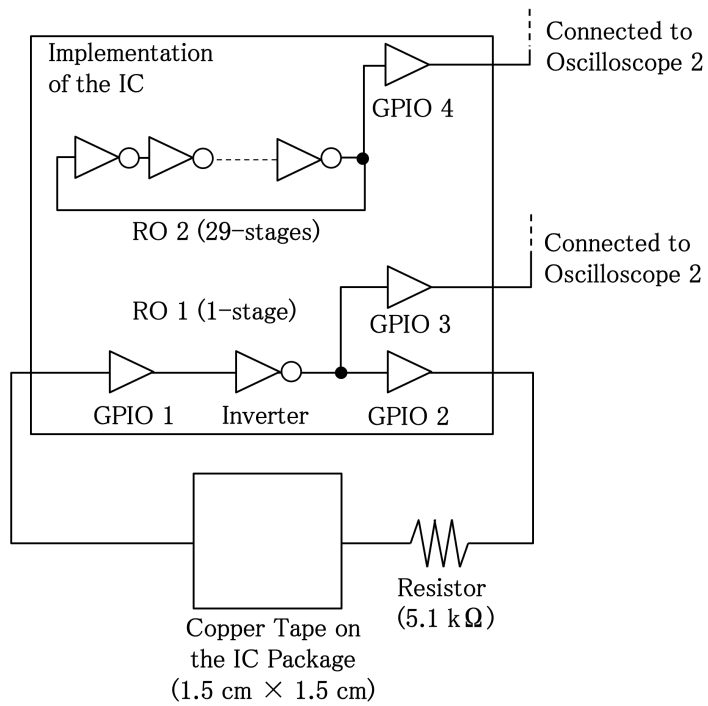 Implementation
of the IC
Connected to
Oscilloscope 2
GPIO 4
RO 2 (29-stages)
Connected to
Oscilloscope 2
RO 1 (1-stage)
GPIO 3
GPIO 1
Inverter
GPIO 2
Resistor
(5.1 kΩ)
Copper Tape on
the IC Package
(1.5 cm × 1.5 cm)